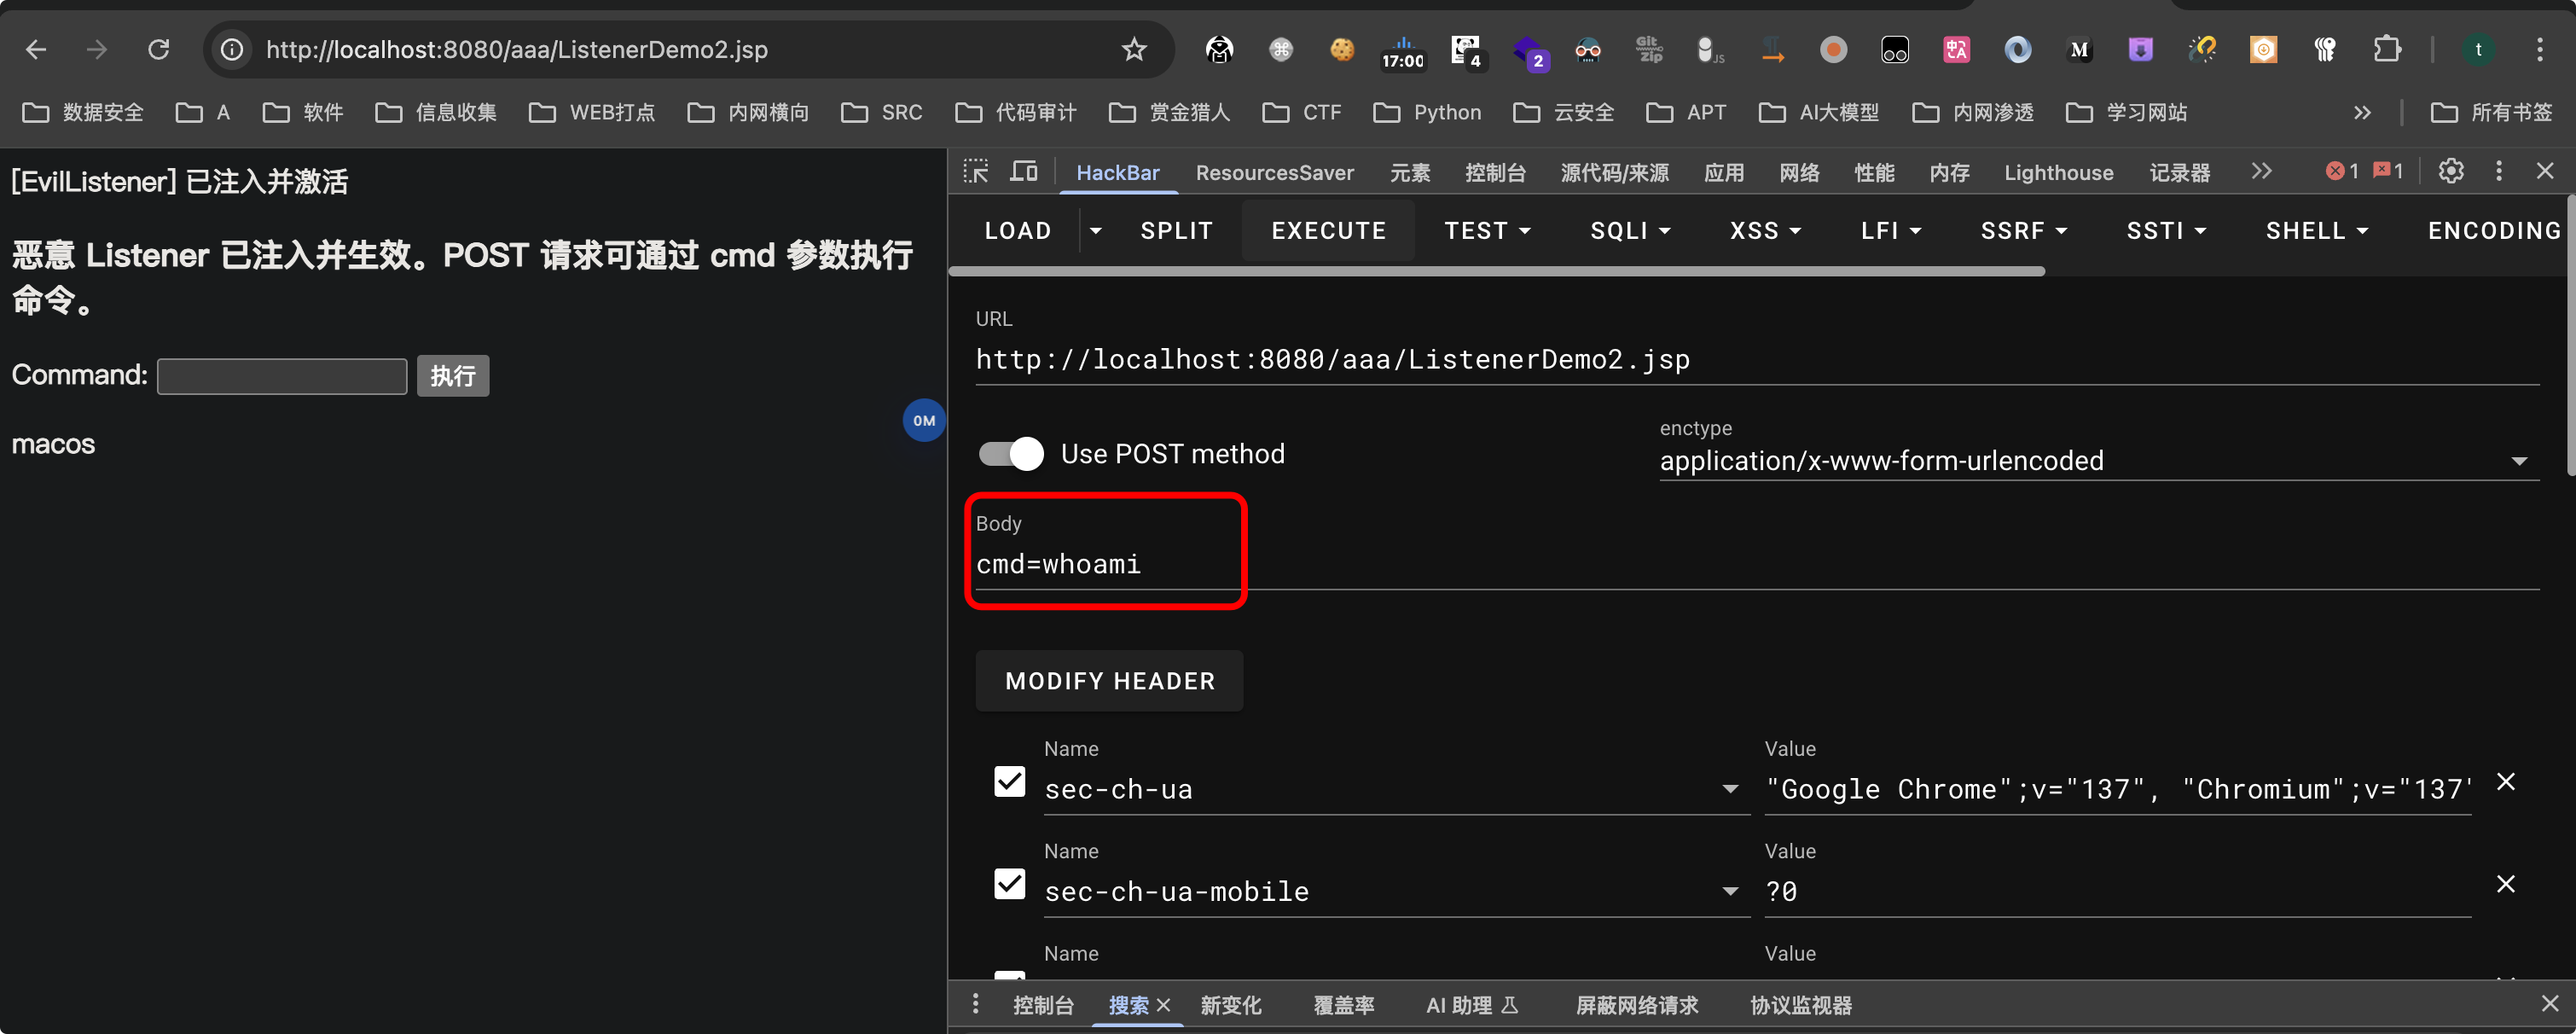 http://localhost:8080/aaa/ListenerDemo2.jsp
17:00
4
2
Git Zip
JS
M
t
数据安全
A
软件
信息收集
WEB打点
内网横向
SRC
代码审计
赏金猎人
CTF
Python
云安全
APT
AI大模型
内网渗透
学习网站
所有书签
[EvilListener] 已注入并激活
恶意 Listener 已注入并生效。POST 请求可通过 cmd 参数执行
命令。
Command:
执行
macos
0M
HackBar
ResourcesSaver
元素
控制台
源代码/来源
应用
网络
性能
内存
Lighthouse
记录器
1
1
LOAD
SPLIT
EXECUTE
TEST
SQLI
XSS
LFI
SSRF
SSTI
SHELL
ENCODING
URL
http://localhost:8080/aaa/ListenerDemo2.jsp
Use POST method
enctype
application/x-www-form-urlencoded
Body
cmd=whoami
MODIFY HEADER
Name
Value
sec-ch-ua
"Google Chrome";v="137", "Chromium";v="137"
Name
Value
sec-ch-ua-mobile
?0
Name
Value
控制台
搜索
新变化
覆盖率
AI 助理
屏蔽网络请求
协议监视器